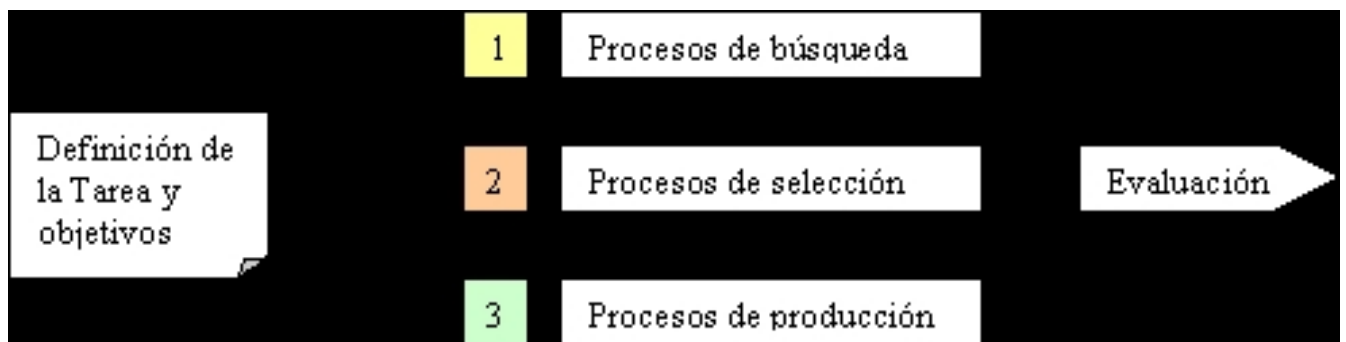 Definición de
la Tarea y
objetivos
1
Procesos de búsqueda
2
Procesos de selección
3
Procesos de producción
Evaluación